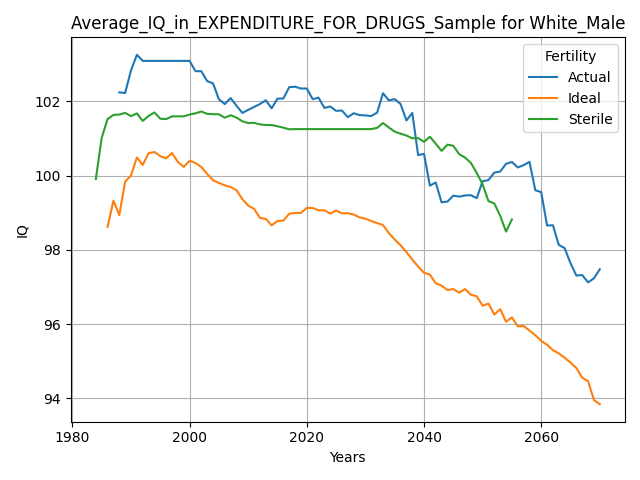 Average_IQ_in_EXPENDITURE_FOR_DRUGS_Sample for White_Male
Fertility
Actual
Ideal
Sterile
IQ
102
100
98
96
94
1980
2000
2020
2040
2060
Years